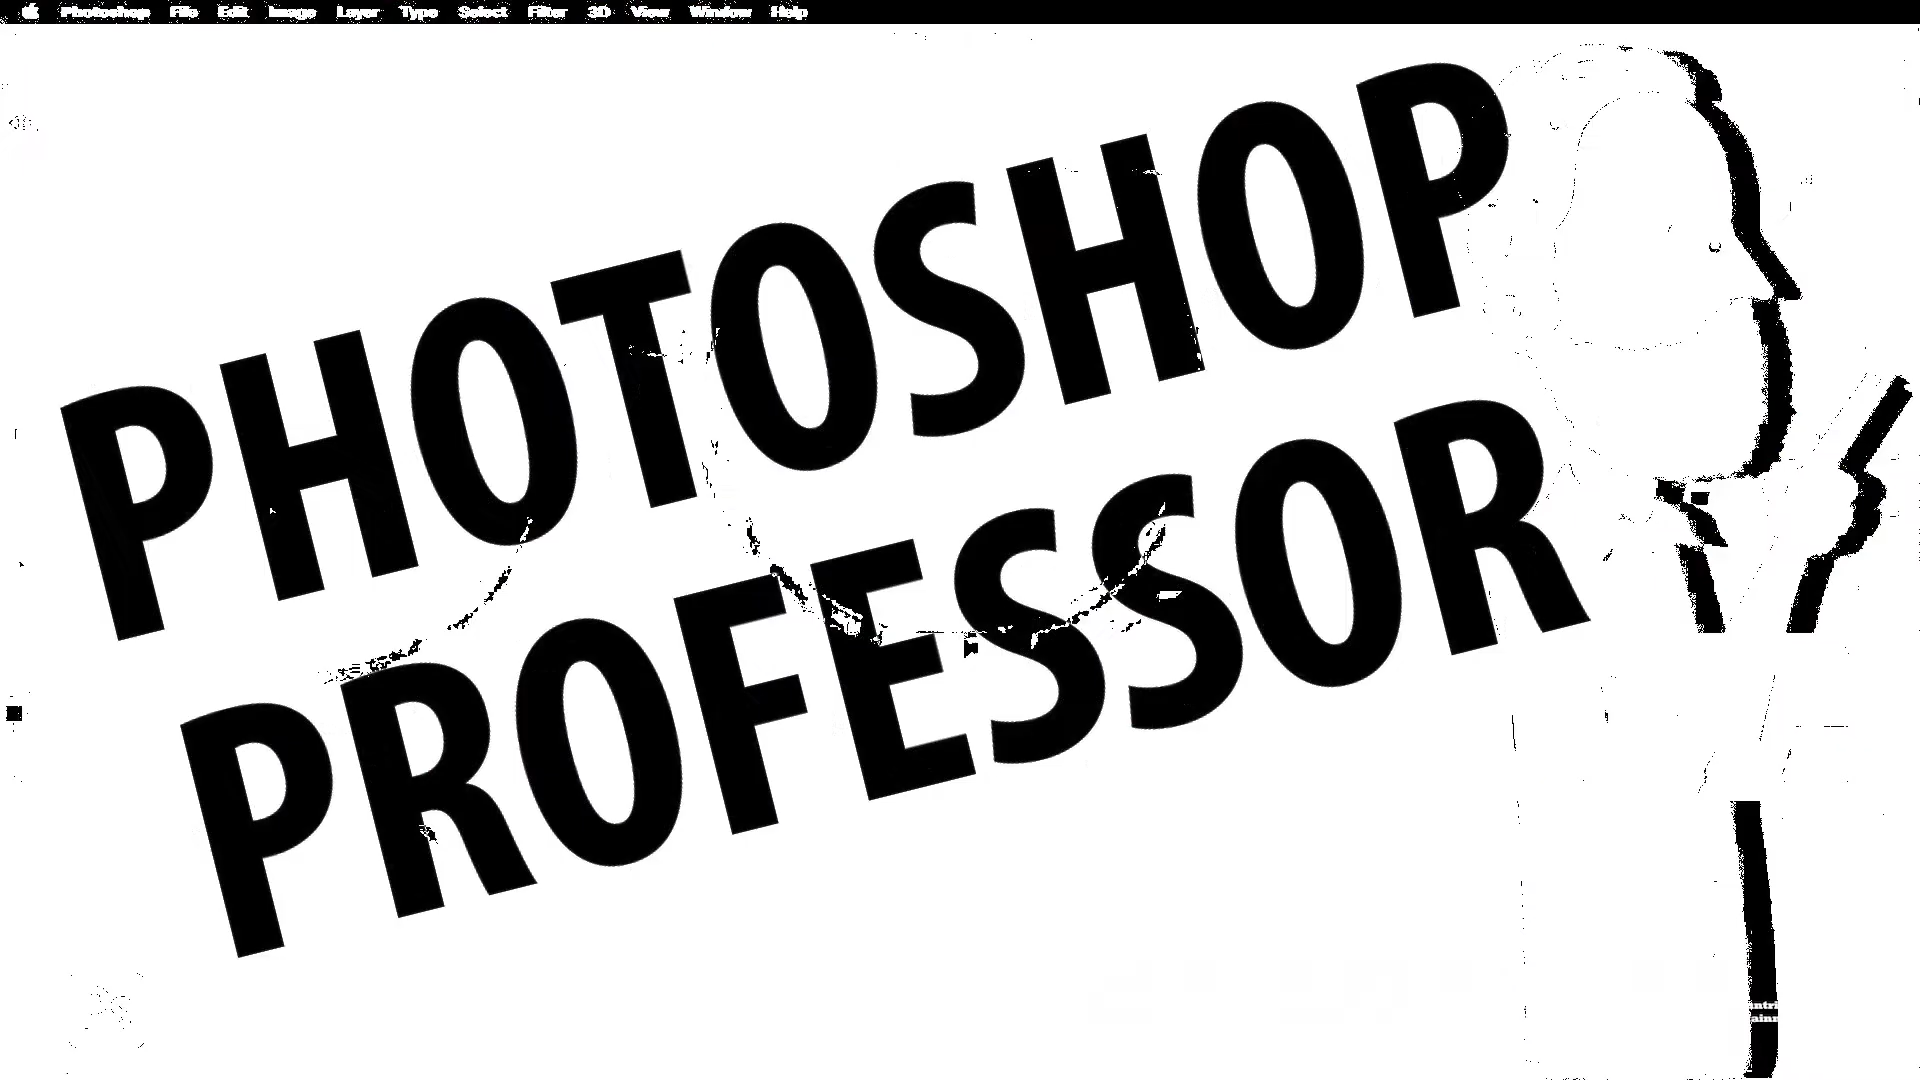 Photoshop File Edit Image Layer Type Select Filter 3D View Window Help
PHOTOSHOP
PROFESSOR